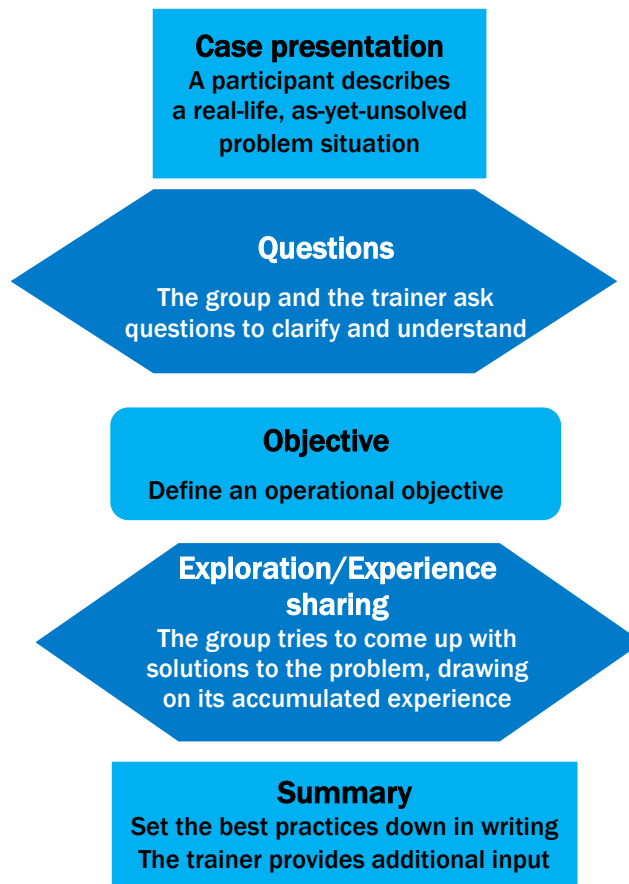 Case presentation
A participant describes
a real-life, as-yet-unsolved
problem situation
Questions
The group and the trainer ask
questions to clarify and understand
Objective
Define an operational objective
Exploration/Experience
sharing
The group tries to come up with
solutions to the problem, drawing
on its accumulated experience
Summary
Set the best practices down in writing
The trainer provides additional input